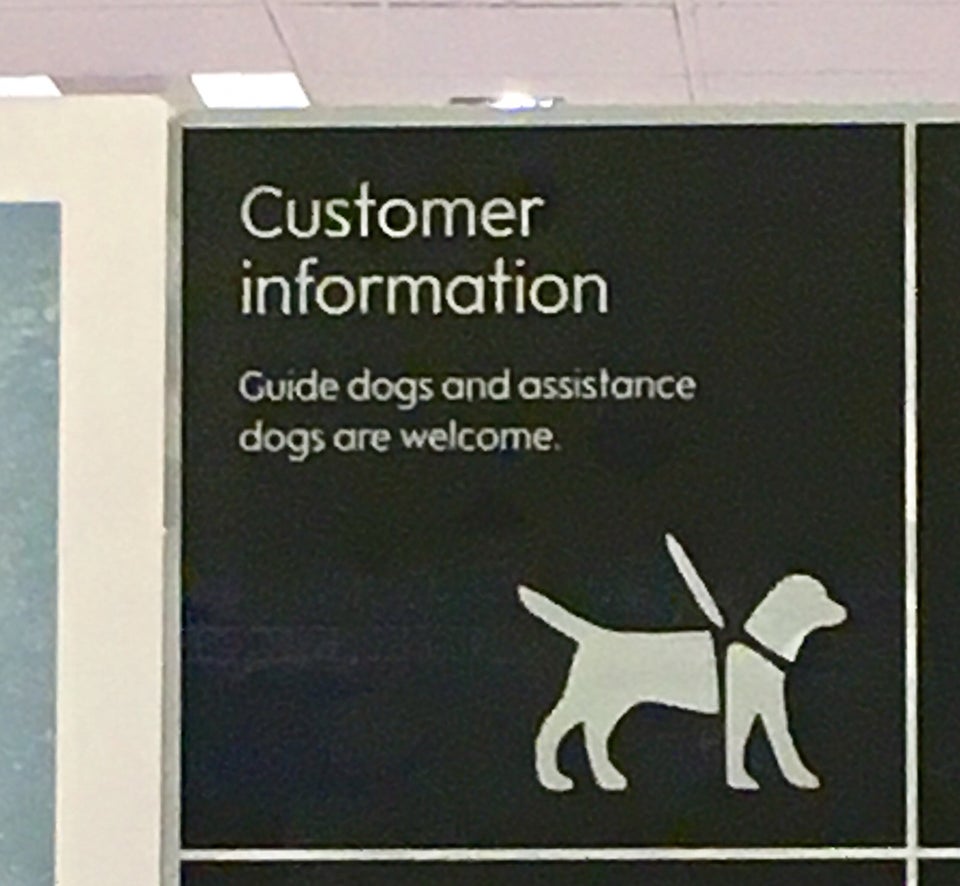 Customer
information
Guide dogs and assistance
dogs are welcome.